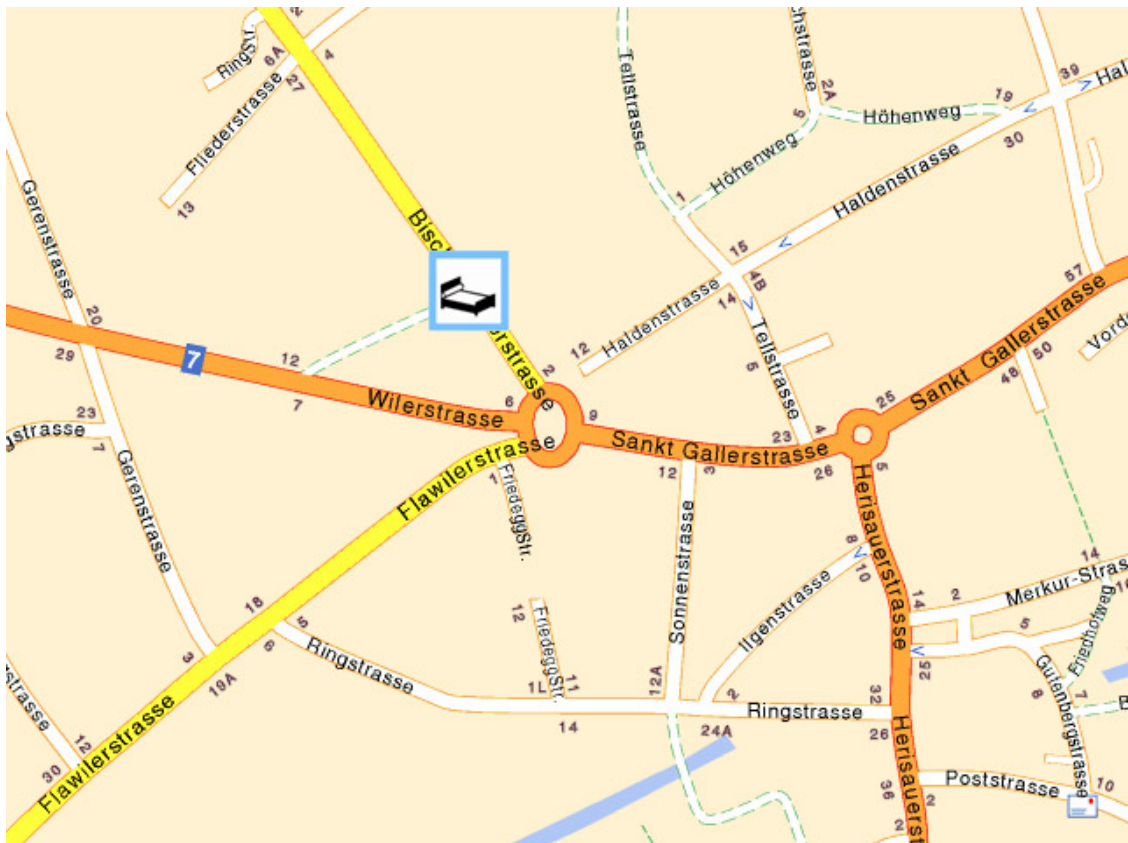 RingStr.
6A
4
27
Fliederstrasse
13
Tellstrasse
chstrasse
2A
5
Höhenweg
19
39
Hal
30
Höhenweg
1
Haldenstrasse
Gerenstrasse
Bisch
15
4B
14
57
20
29
7
12
7
Haldenstrasse
12
Tellstrasse
5
Sankt Gallerstrasse
Vord
50
48
erstrasse
2
Wilerstrasse
6
9
25
23
gstrasse
7
Sankt Gallerstrasse
23
4
26
5
12
3
Flawilerstrasse
1
FriedeggStr.
Gerenstrasse
Sonnenstrasse
Herisauerstrasse
8
10
14
Merkur-Stras
2
14
Ilgenstrasse
16
Friedhofweg
5
25
18
5
6
3
19A
Ringstrasse
12
FriedeggStr.
1L
11
14
12A
2
24A
Ringstrasse
32
26
Gutenbergstrasse
8
7
B
gstrasse
12
30
Flawilerstrasse
Herisauerst
36
2
Poststrasse
10
2